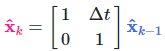 x̂ₖ = [ 1 Δt ; 0 1 ] x̂ₖ₋₁